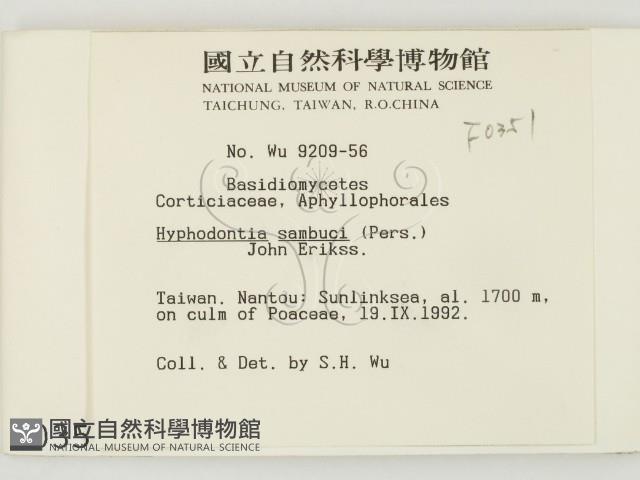 國立自然科學博物館
NATIONAL MUSEUM OF NATURAL SCIENCE
TAICHUNG, TAIWAN, R.O.CHINA
F0351
No. Wu 9209-56
Basidiomycetes
Corticiaceae, Aphyllophorales
Hyphodontia sambuci (Pers.)
John Erikss.
Taiwan. Nantou: Sunlinksea, al. 1700 m,
on culm of Poaceae, 19.IX.1992.
Coll. & Det. by S.H. Wu
國立自然科學博物館
NATIONAL MUSEUM OF NATURAL SCIENCE